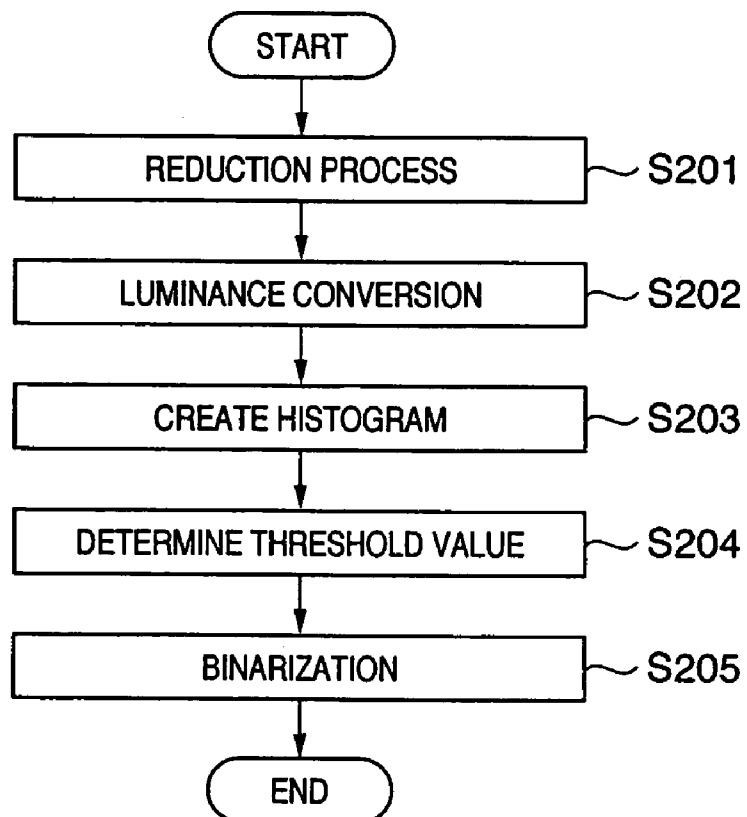 START
REDUCTION PROCESS S201
LUMINANCE CONVERSION S202
CREATE HISTOGRAM S203
DETERMINE THRESHOLD VALUE S204
BINARIZATION S205
END